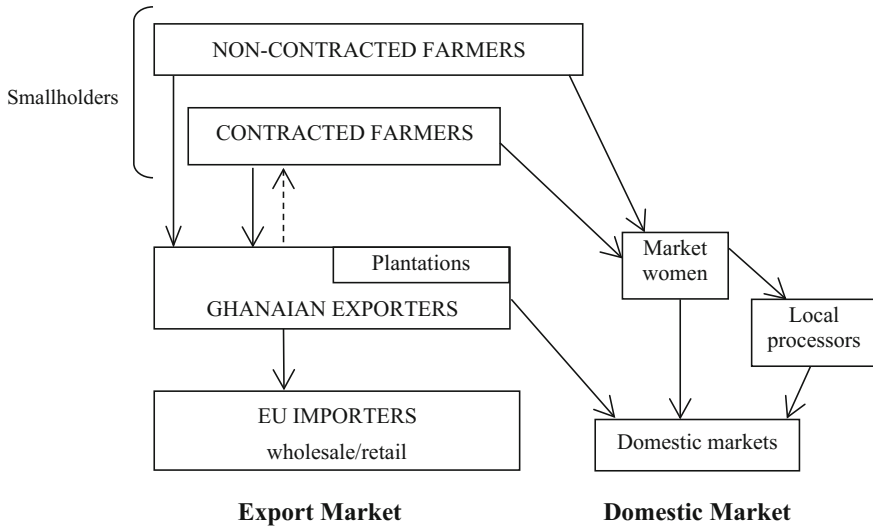 NON-CONTRACTED FARMERS
Smallholders
CONTRACTED FARMERS
Plantations
GHANAIAN EXPORTERS
Market
women
Local
processors
EU IMPORTERS
wholesale/retail
Domestic markets
Export Market
Domestic Market